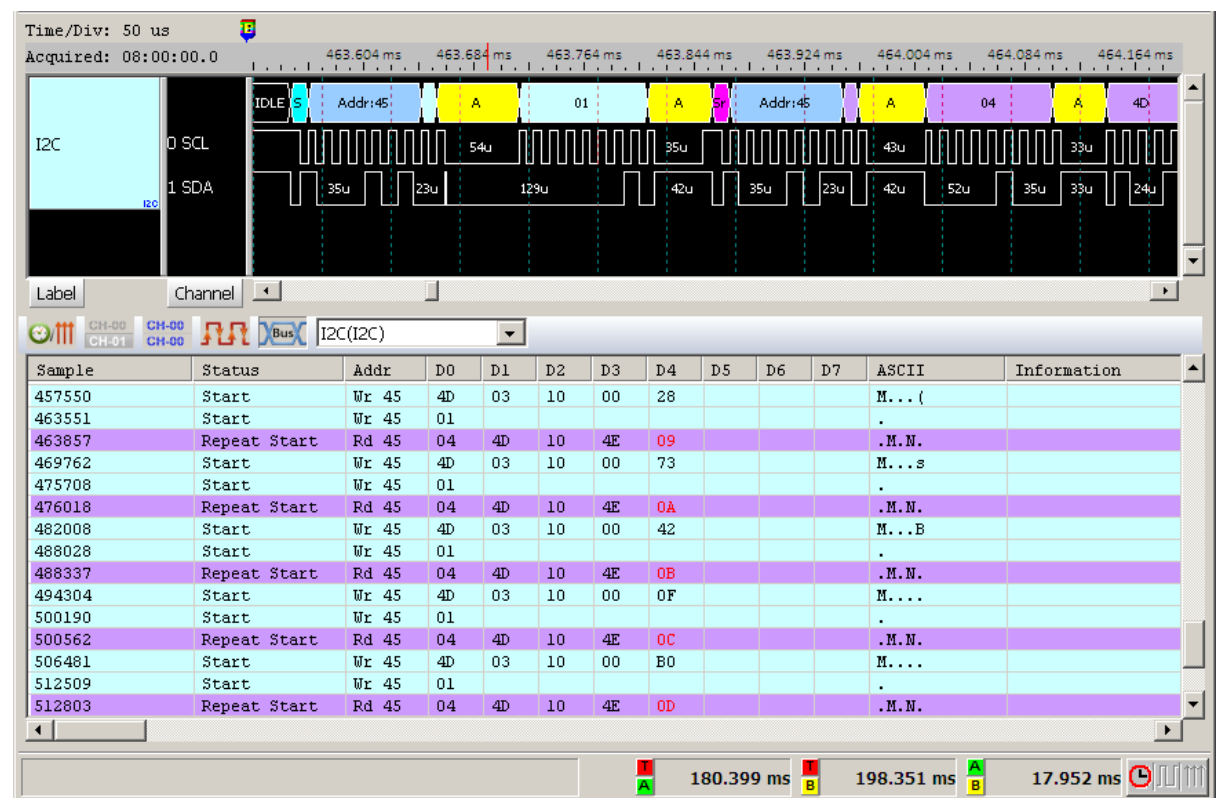 Time/Div: 50 us
B
Acquired: 08:00:00.0 463.604 ms 463.684 ms 463.764 ms 463.844 ms 463.924 ms 464.004 ms 464.084 ms 464.164 ms
IDLE S Addr:45 A 01 A Sr Addr:45 A 04 A 4D
I2C 0 SCL 54u 35u 43u 33u
1 SDA 35u 23u 129u 42u 35u 23u 42u 52u 35u 33u 24u
I2C
Label Channel
CH-00 CH-01 CH-00 CH-00 Bus I2C(I2C)
Sample Status Addr D0 D1 D2 D3 D4 D5 D6 D7 ASCII Information
457550 Start Wr 45 4D 03 10 00 28 M...(
463551 Start Wr 45 01 .
463857 Repeat Start Rd 45 04 4D 10 4E 09 .M.N.
469762 Start Wr 45 4D 03 10 00 73 M...s
475708 Start Wr 45 01 .
476018 Repeat Start Rd 45 04 4D 10 4E 0A .M.N.
482008 Start Wr 45 4D 03 10 00 42 M...B
488028 Start Wr 45 01 .
488337 Repeat Start Rd 45 04 4D 10 4E 0B .M.N.
494304 Start Wr 45 4D 03 10 00 0F M....
500190 Start Wr 45 01 .
500562 Repeat Start Rd 45 04 4D 10 4E 0C .M.N.
506481 Start Wr 45 4D 03 10 00 B0 M....
512509 Start Wr 45 01 .
512803 Repeat Start Rd 45 04 4D 10 4E 0D .M.N.
T A 180.399 ms T B 198.351 ms A B 17.952 ms